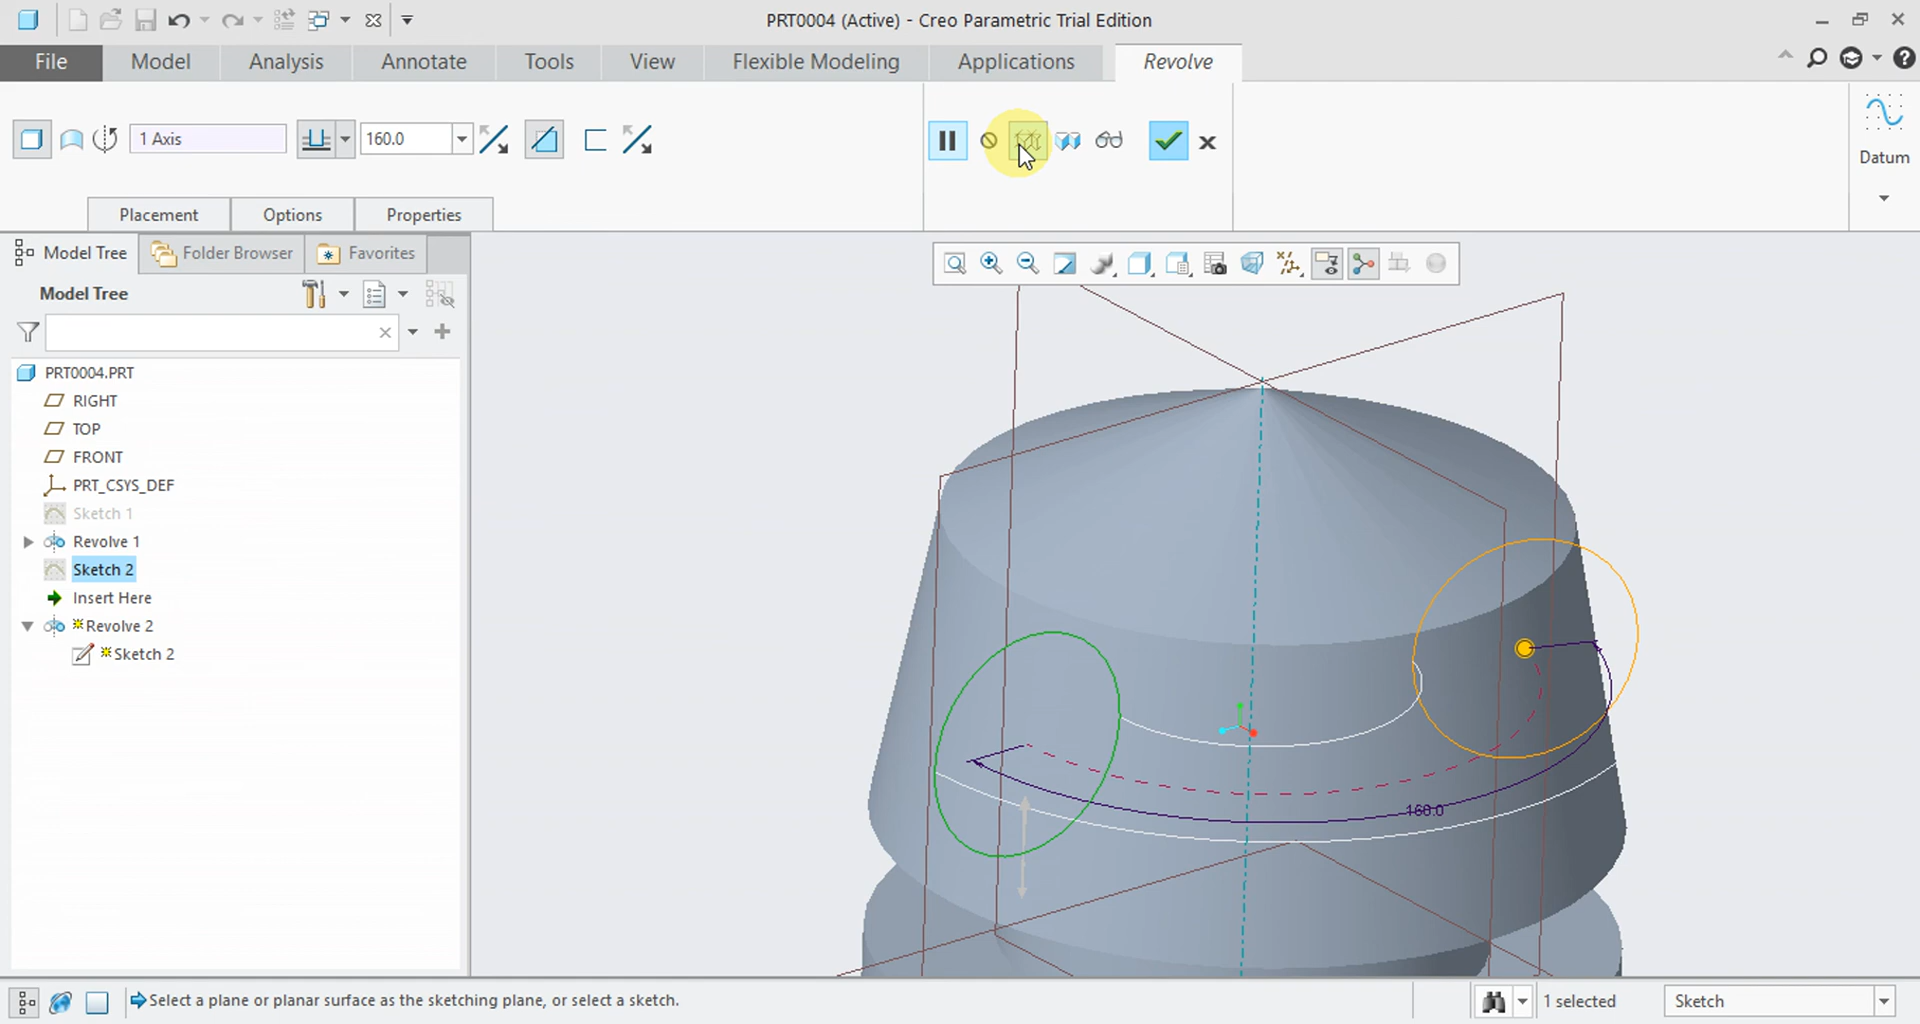 PRT0004 (Active) - Creo Parametric Trial Edition
File Model Analysis Annotate Tools View Flexible Modeling Applications Revolve
1 Axis 160.0
Datum
Placement Options Properties
Model Tree Folder Browser Favorites
Model Tree
PRT0004.PRT
RIGHT
TOP
FRONT
PRT_CSYS_DEF
Sketch 1
Revolve 1
Sketch 2
Insert Here
Revolve 2
Sketch 2
160.0
Select a plane or planar surface as the sketching plane, or select a sketch.
1 selected Sketch